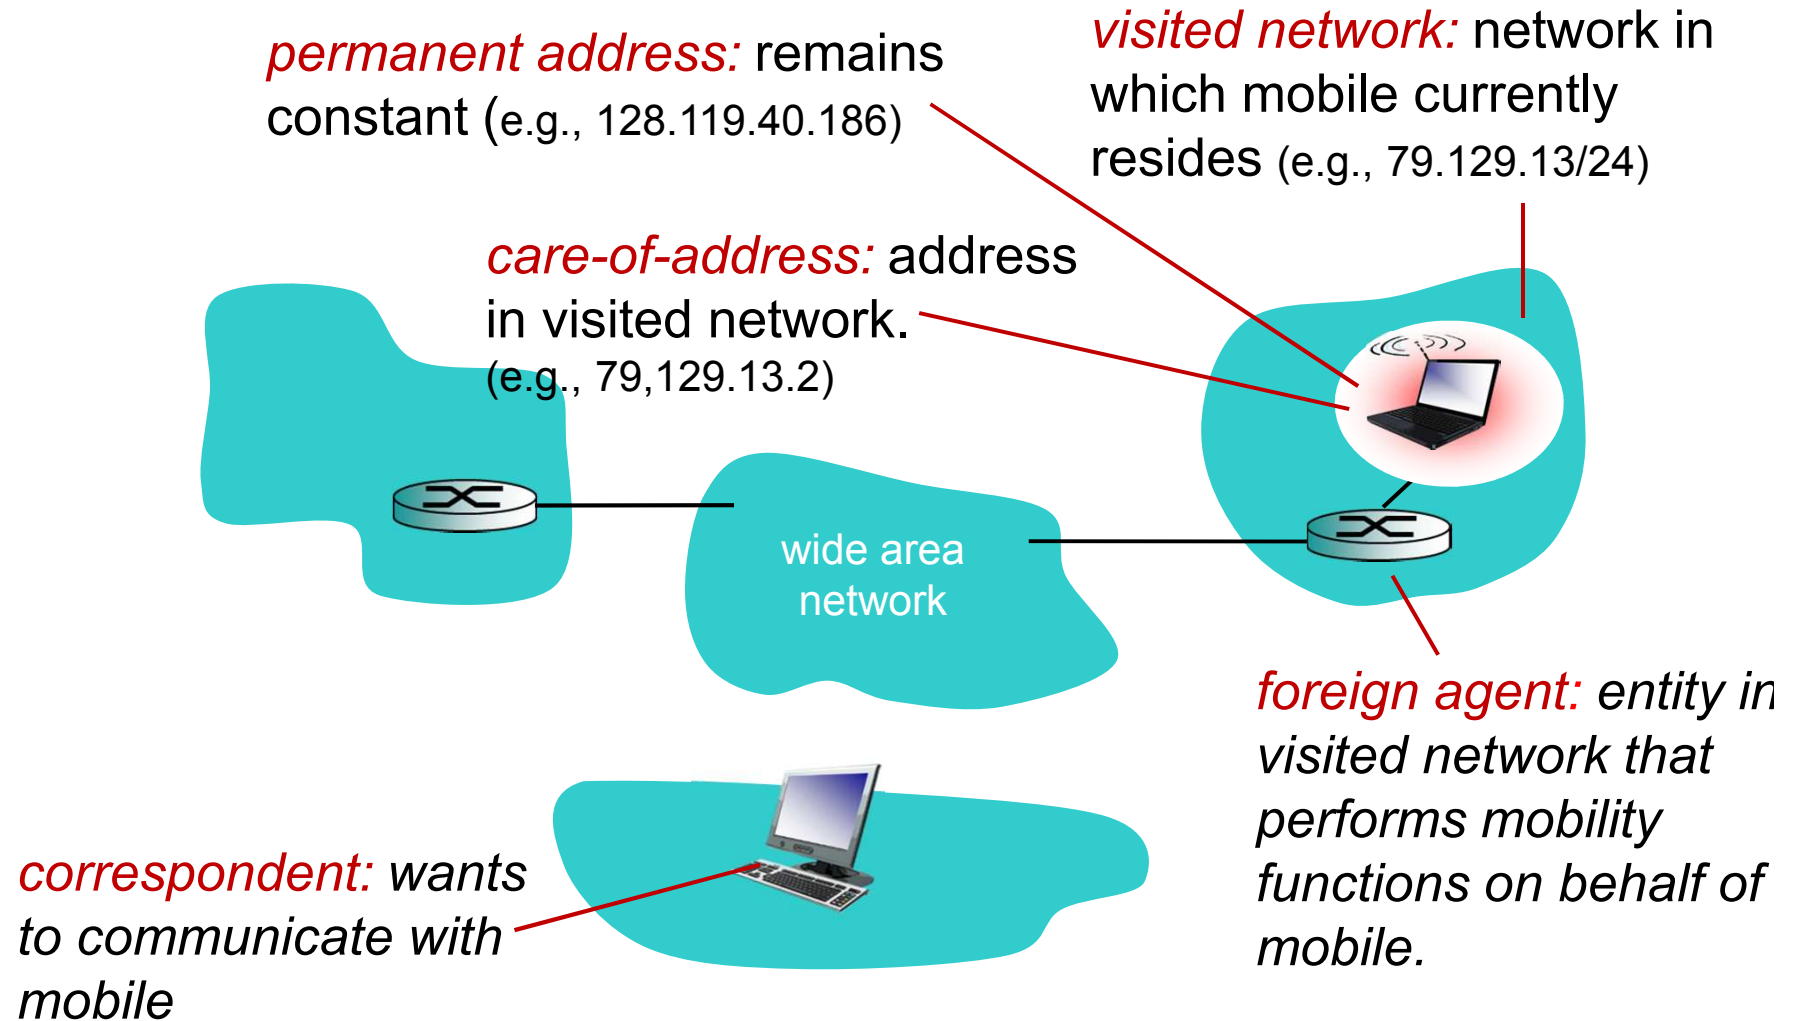 permanent address: remains
constant (e.g., 128.119.40.186)
visited network: network in
which mobile currently
resides (e.g., 79.129.13/24)
care-of-address: address
in visited network.
(e.g., 79,129.13.2)
wide area
network
foreign agent: entity in
visited network that
performs mobility
functions on behalf of
mobile.
correspondent: wants
to communicate with
mobile